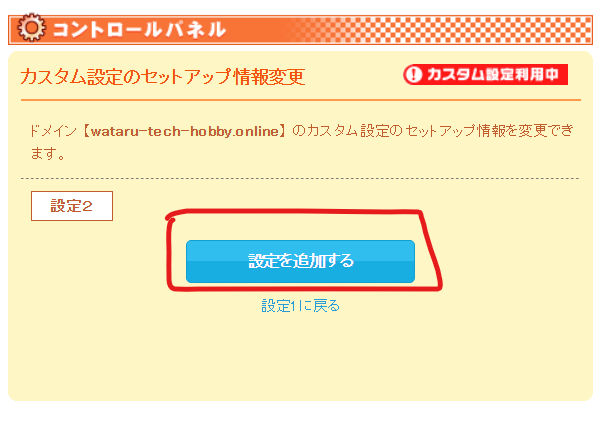 コントロールパネル
カスタム設定のセットアップ情報変更
! カスタム設定利用中
ドメイン【wataru-tech-hobby.online】のカスタム設定のセットアップ情報を変更でき
ます。
設定2
設定を追加する
設定1に戻る